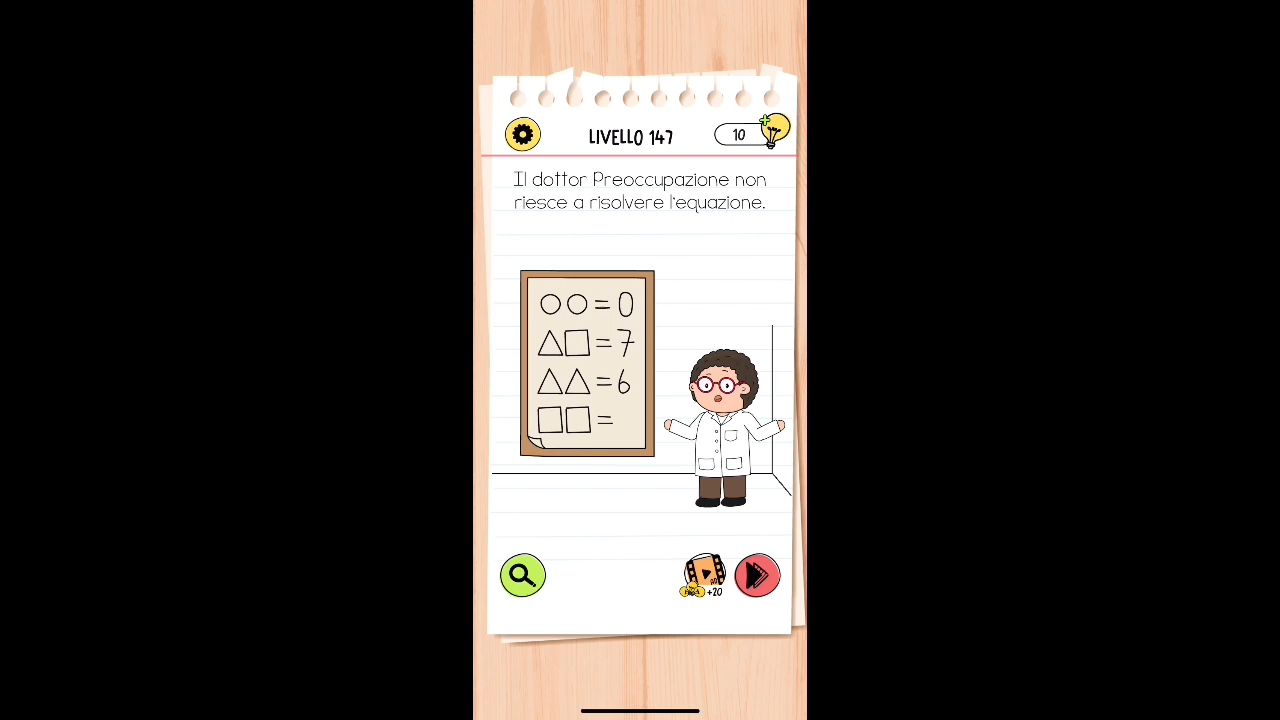 LIVELLO 147
10
Il dottor Preoccupazione non
riesce a risolvere l'equazione.
○○=0
△□=7
△△=6
□□=
+20